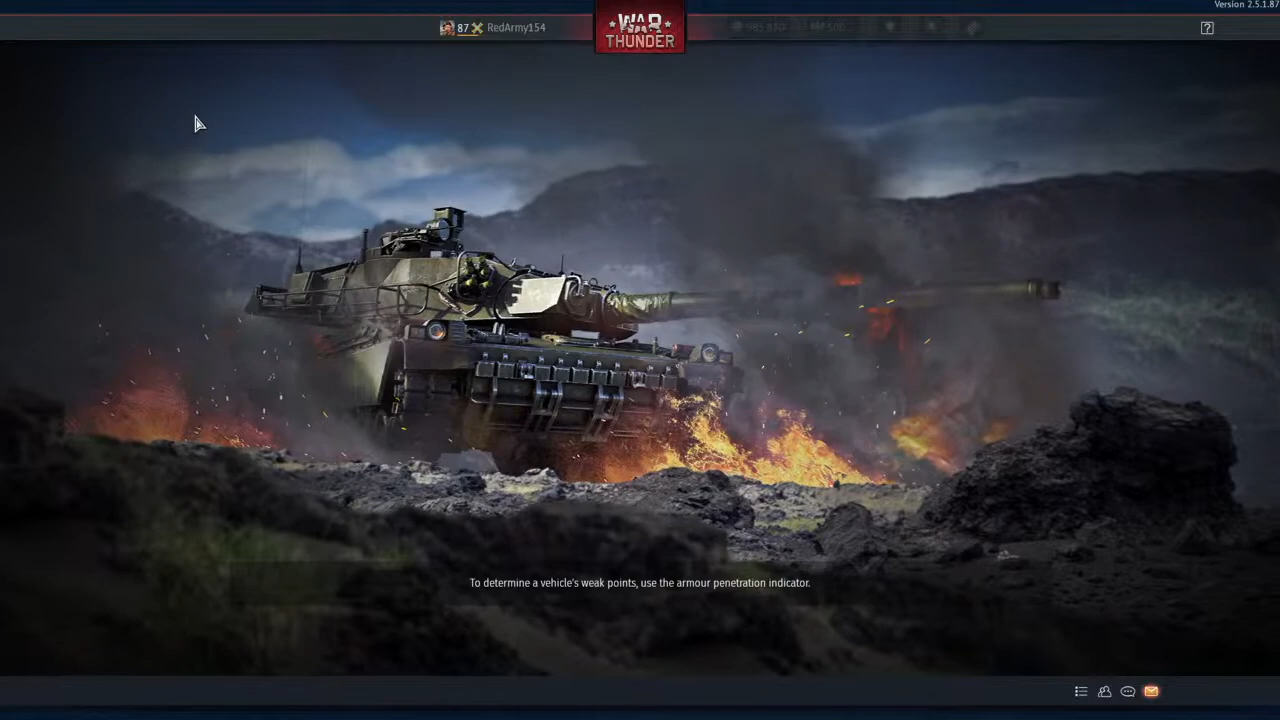 Version 2.5.1.87
87 RedArmy154
WAR
THUNDER
?
To determine a vehicle's weak points, use the armour penetration indicator.